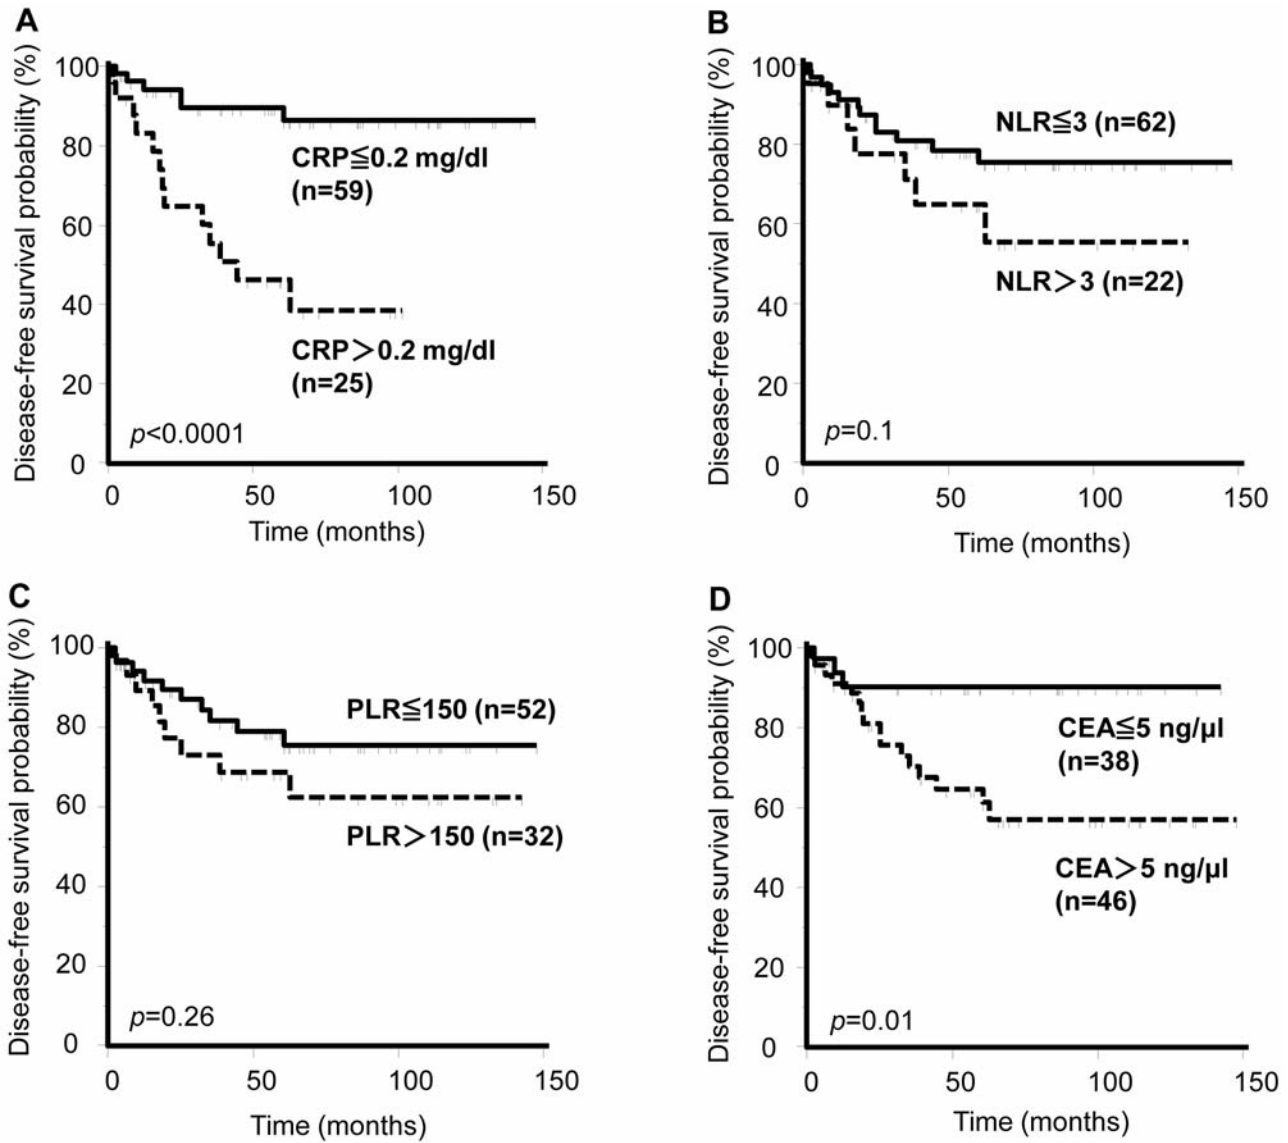 A
Disease-free survival probability (%)
100
80
60
40
20
0
CRP≦0.2 mg/dl
(n=59)
CRP＞0.2 mg/dl
(n=25)
p<0.0001
0 50 100 150
Time (months)
B
Disease-free survival probability (%)
100
80
60
40
20
0
NLR≦3 (n=62)
NLR＞3 (n=22)
p=0.1
0 50 100 150
Time (months)
C
Disease-free survival probability (%)
100
80
60
40
20
0
PLR≦150 (n=52)
PLR＞150 (n=32)
p=0.26
0 50 100 150
Time (months)
D
Disease-free survival probability (%)
100
80
60
40
20
0
CEA≦5 ng/μl
(n=38)
CEA＞5 ng/μl
(n=46)
p=0.01
0 50 100 150
Time (months)